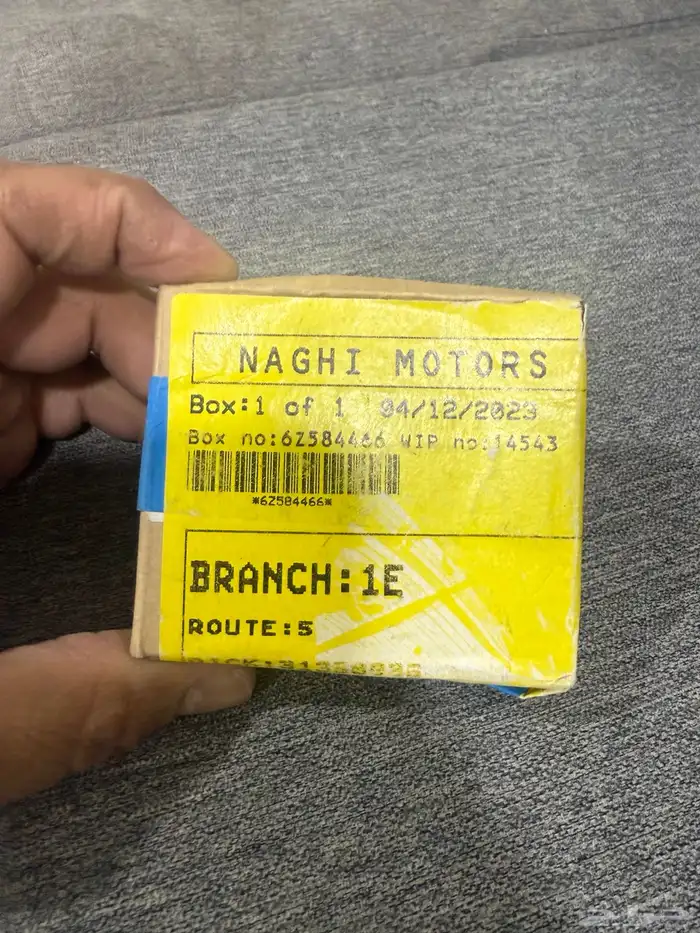 NAGHI MOTORS
Box:1 of 1 04/12/2023
Box no:6Z584466 WIP no:14543
*6Z584466*
BRANCH:1E
ROUTE:5